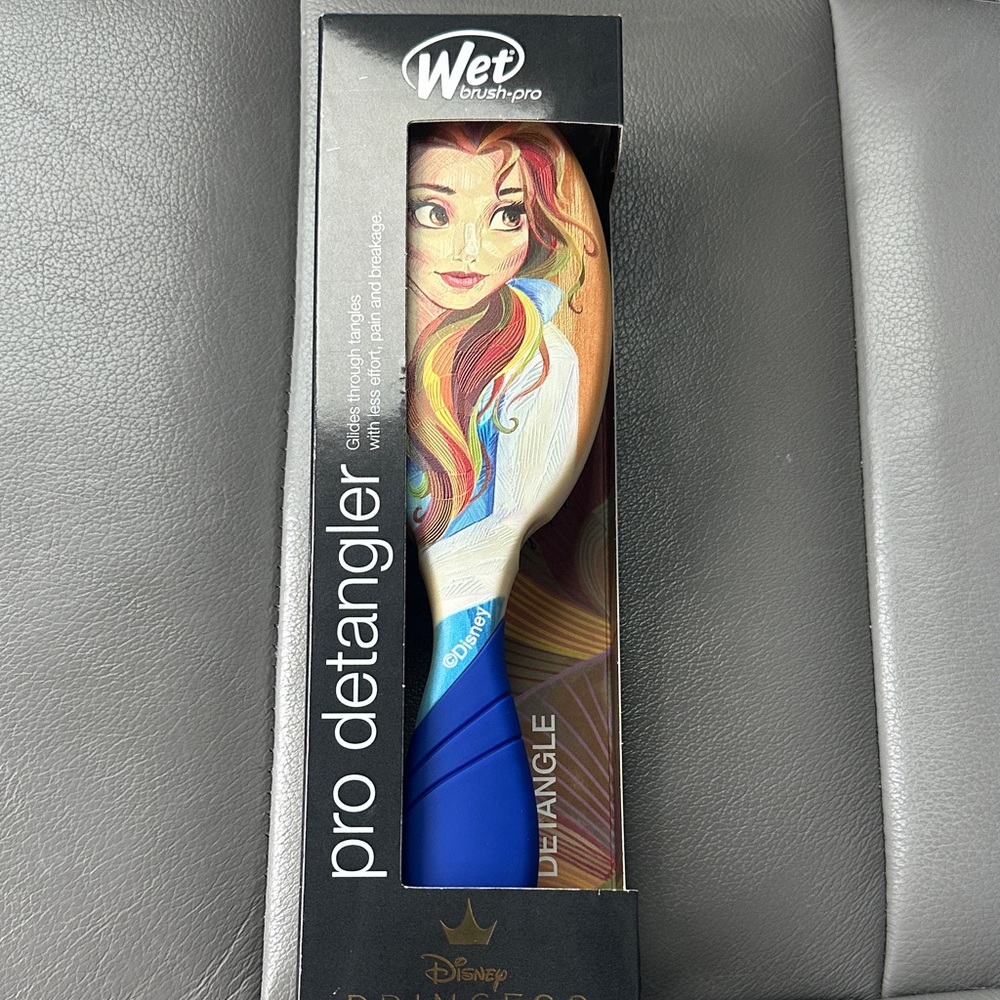 Wet
brush-pro
Glides through tangles
with less effort, pain and breakage.
pro detangler
©Disney
DETANGLE
Disney